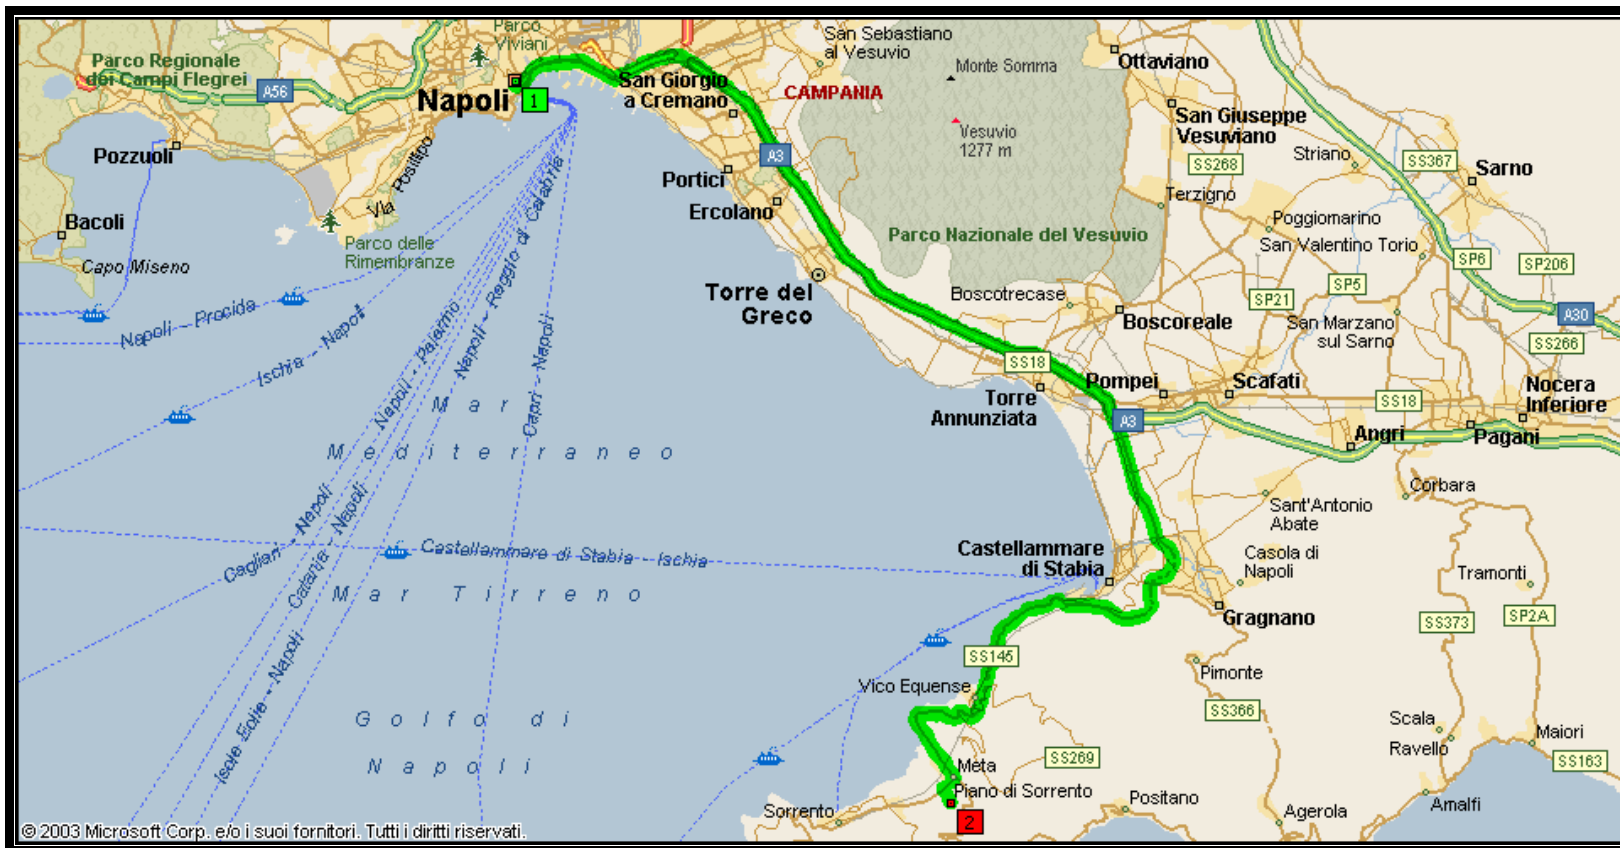 Parco
Viviani
San Sebastiano
al Vesuvio
Parco Regionale
dei Campi Flegrei
A56
Napoli
1
San Giorgio
a Cremano
CAMPANIA
Monte Somma
Vesuvio
1277 m
Ottaviano
San Giuseppe
Vesuviano
SS268
Striano
SS367
Sarno
Pozzuoli
Via Posillipo
A3
Portici
Ercolano
Terzigno
Poggiomarino
San Valentino Torio
Bacoli
Capo Miseno
Parco delle
Rimembranze
Parco Nazionale del Vesuvio
SP6
SP206
SP5
SP21
Torre del
Greco
Boscotrecase
Boscoreale
San Marzano
sul Sarno
A30
SS266
Napoli - Procida
Ischia - Napoli
Napoli - Palermo
Napoli - Reggio di Calabria
Capri - Napoli
SS18
Torre
Annunziata
Pompei
Scafati
SS18
Nocera
Inferiore
A3
Angri
Pagani
Mar
Mediterraneo
Cagliari - Napoli
Catania - Napoli
Isole Eolie - Napoli
Corbara
Sant'Antonio
Abate
Castellammare di Stabia - Ischia
Castellammare
di Stabia
Casola di
Napoli
Tramonti
Mar Tirreno
Gragnano
SS373
SP2A
SS145
Pimonte
Vico Equense
SS366
Golfo di
Napoli
Scala
Ravello
Maiori
SS163
Meta
SS269
Piano di Sorrento
Sorrento
2
Positano
Agerola
Amalfi
© 2003 Microsoft Corp. e/o i suoi fornitori. Tutti i diritti riservati.